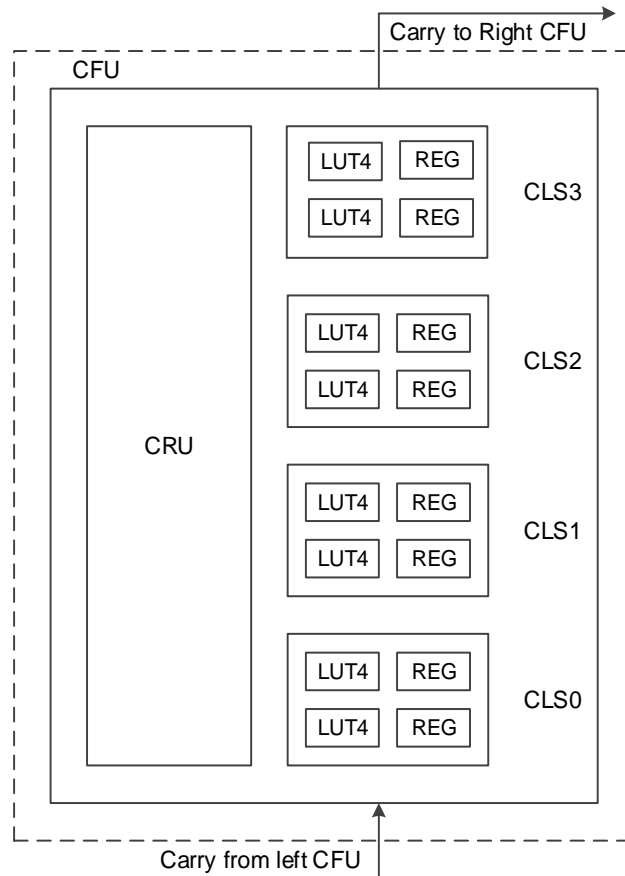 Carry to Right CFU
CFU
LUT4 REG
CLS3
LUT4 REG
LUT4 REG
CLS2
LUT4 REG
CRU
LUT4 REG
CLS1
LUT4 REG
LUT4 REG
CLS0
LUT4 REG
Carry from left CFU